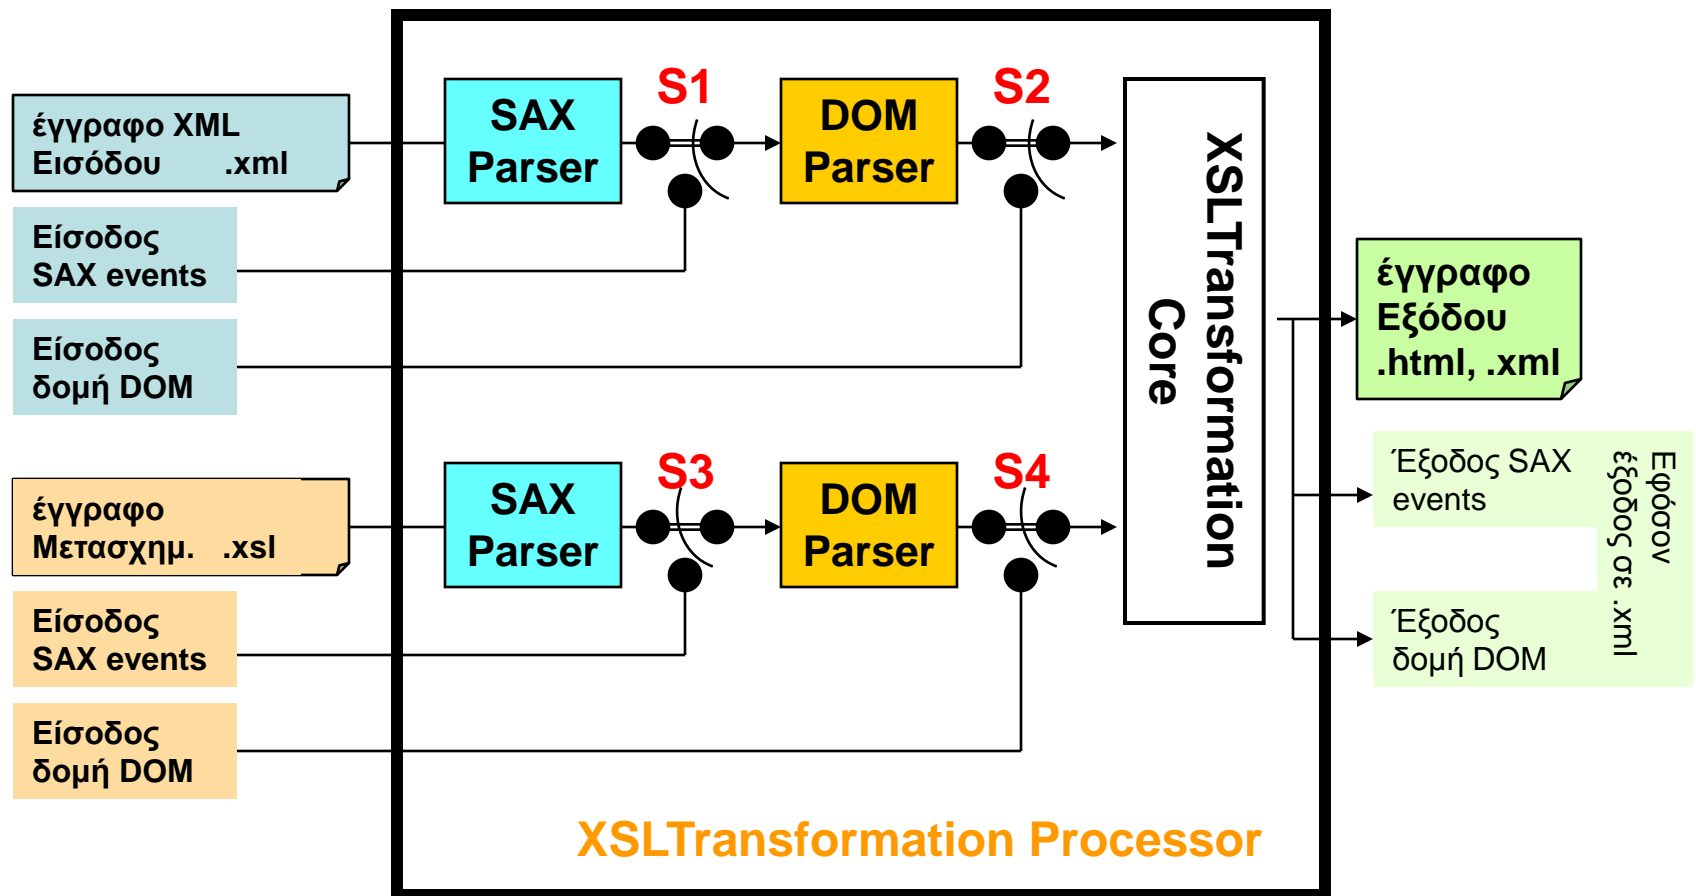 έγγραφο XML
Εισόδου .xml
Είσοδος
SAX events
Είσοδος
δομή DOM
έγγραφο
Μετασχημ. .xsl
Είσοδος
SAX events
Είσοδος
δομή DOM
SAX
Parser
S1
DOM
Parser
S2
SAX
Parser
S3
DOM
Parser
S4
XSLTransformation
Core
XSLTransformation Processor
έγγραφο
Εξόδου
.html, .xml
Έξοδος SAX
events
Έξοδος
δομή DOM
Εφόσον
έξοδος σε .xml